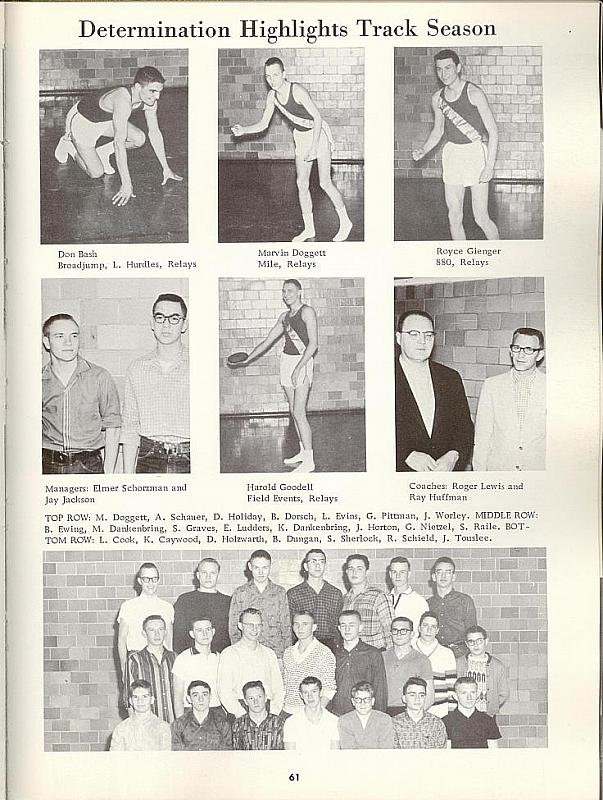 Determination Highlights Track Season
Don Bash
Broadjump, L. Hurdles, Relays
Marvin Doggett
Mile, Relays
Royce Gienger
880, Relays
Managers: Elmer Schorzman and
Jay Jackson
Harold Goodell
Field Events, Relays
Coaches: Roger Lewis and
Ray Huffman
TOP ROW: M. Doggett, A. Schauer, D. Holiday, B. Dorsch, L. Evins, G. Pittman, J. Worley. MIDDLE ROW:
B. Ewing, M. Dankenbring, S. Graves, E. Ludders, K. Dankenbring, J. Horton, G. Nietzel, S. Raile. BOT-
TOM ROW: L. Cook, K. Caywood, D. Holzwarth, B. Dungan, S. Sherlock, R. Schield, J. Touslee.
61